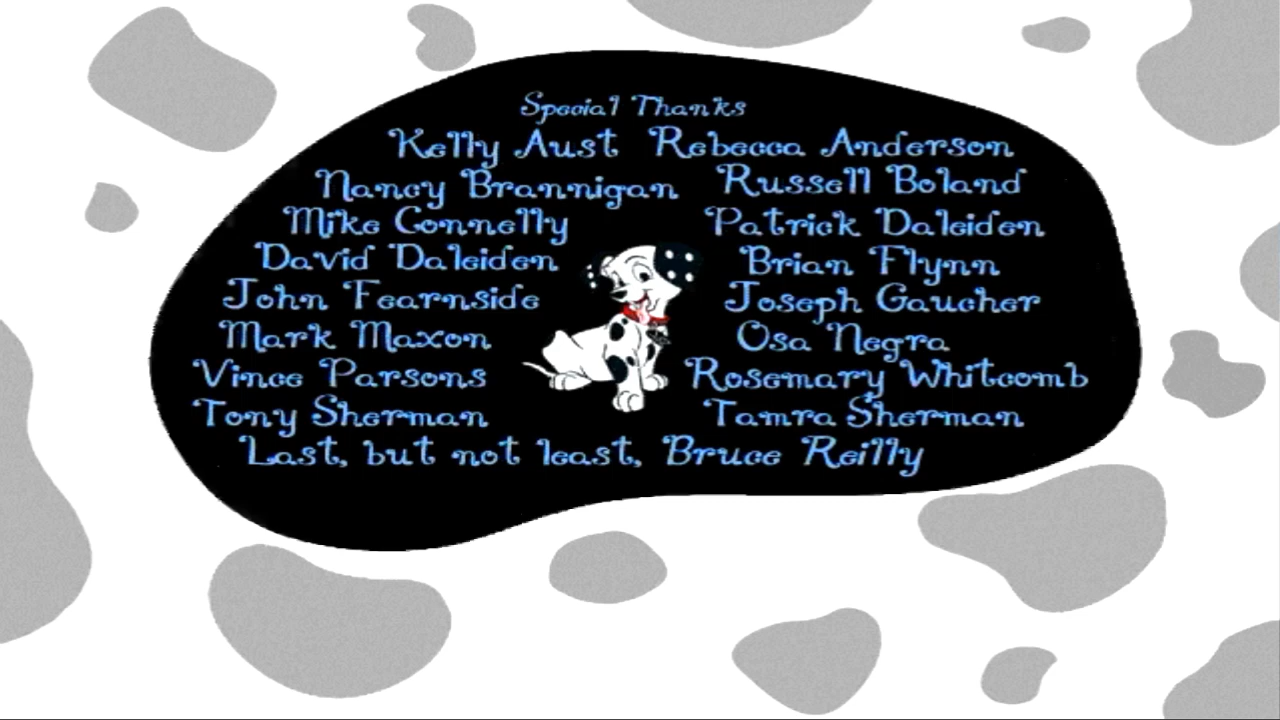 Special Thanks
Kelly Aust Rebecca Anderson
Nancy Brannigan Russell Boland
Mike Connelly Patrick Daleiden
David Daleiden Brian Flynn
John Fearnside Joseph Gaucher
Mark Maxon Osa Negra
Vince Parsons Rosemary Whitcomb
Tony Sherman Tamra Sherman
Last, but not least, Bruce Reilly